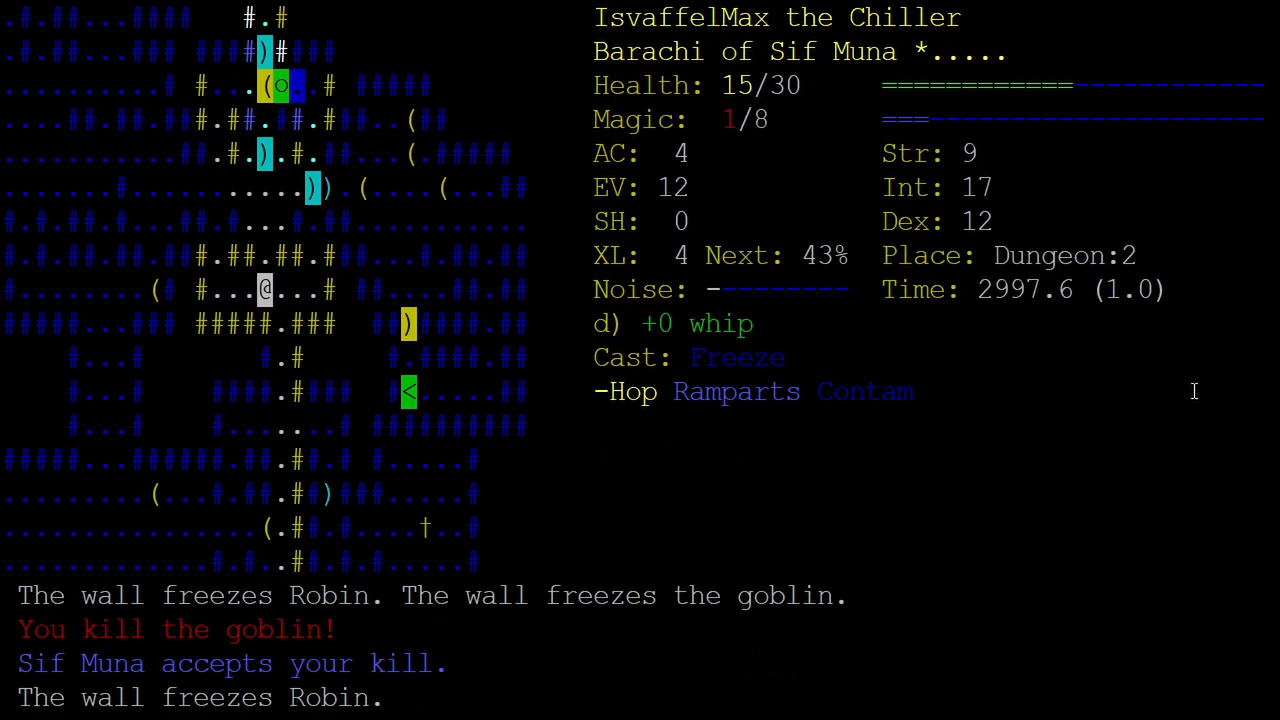 IsvaffelMax the Chiller
Barachi of Sif Muna *.....
Health: 15/30
Magic: 1/8
AC: 4 Str: 9
EV: 12 Int: 17
SH: 0 Dex: 12
XL: 4 Next: 43% Place: Dungeon:2
Noise: Time: 2997.6 (1.0)
d) +0 whip
Cast: Freeze
-Hop Ramparts Contam
The wall freezes Robin. The wall freezes the goblin.
You kill the goblin!
Sif Muna accepts your kill.
The wall freezes Robin.